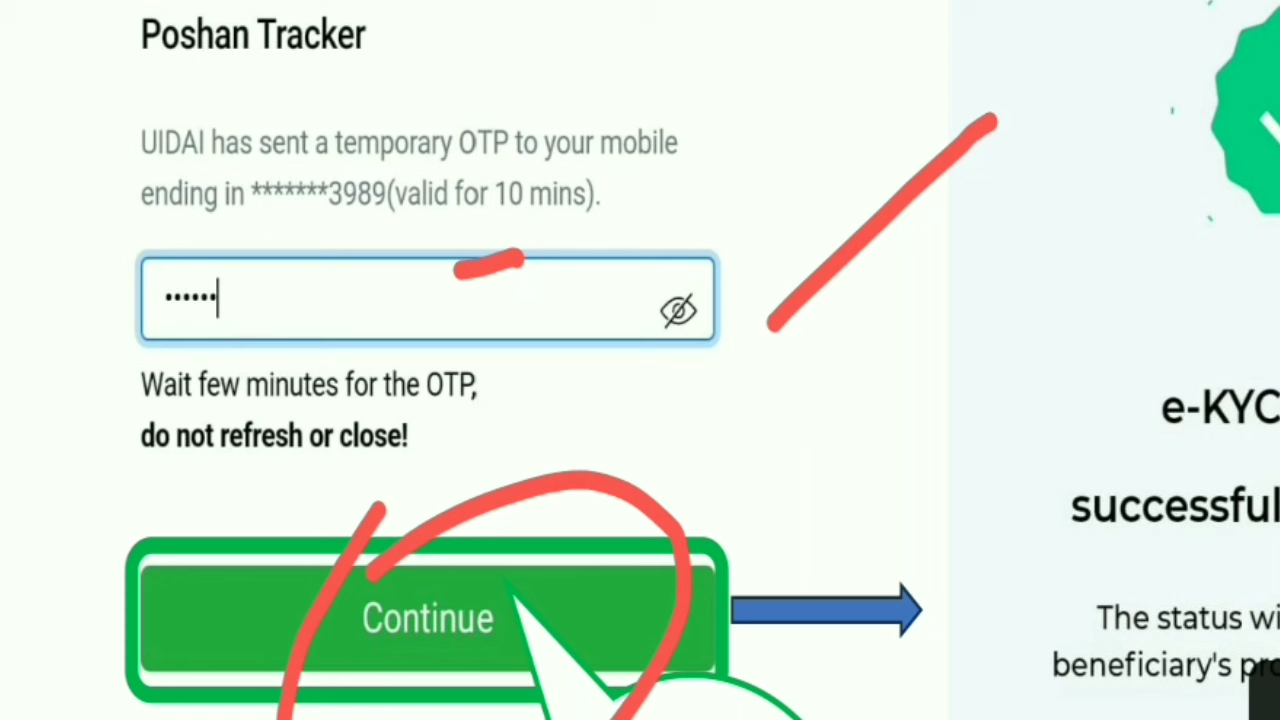 Poshan Tracker
UIDAI has sent a temporary OTP to your mobile
ending in *******3989(valid for 10 mins).
••••••
Wait few minutes for the OTP,
do not refresh or close!
Continue
e-KYC
successful
The status wi
beneficiary's pro